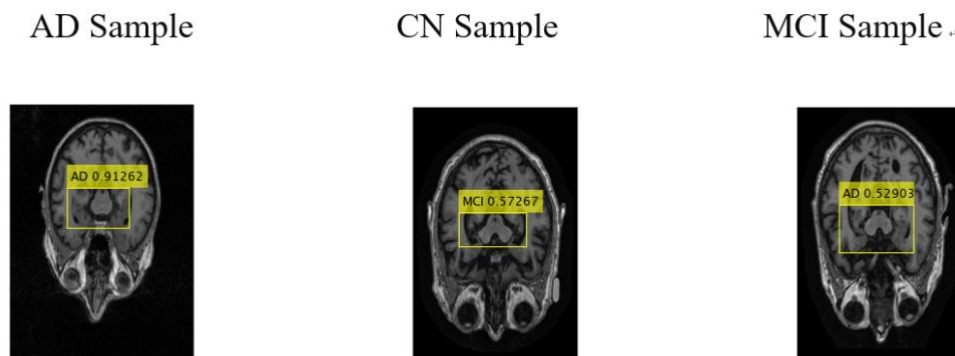 AD Sample
CN Sample
MCI Sample
AD 0.91262
MCI 0.57267
AD 0.52903